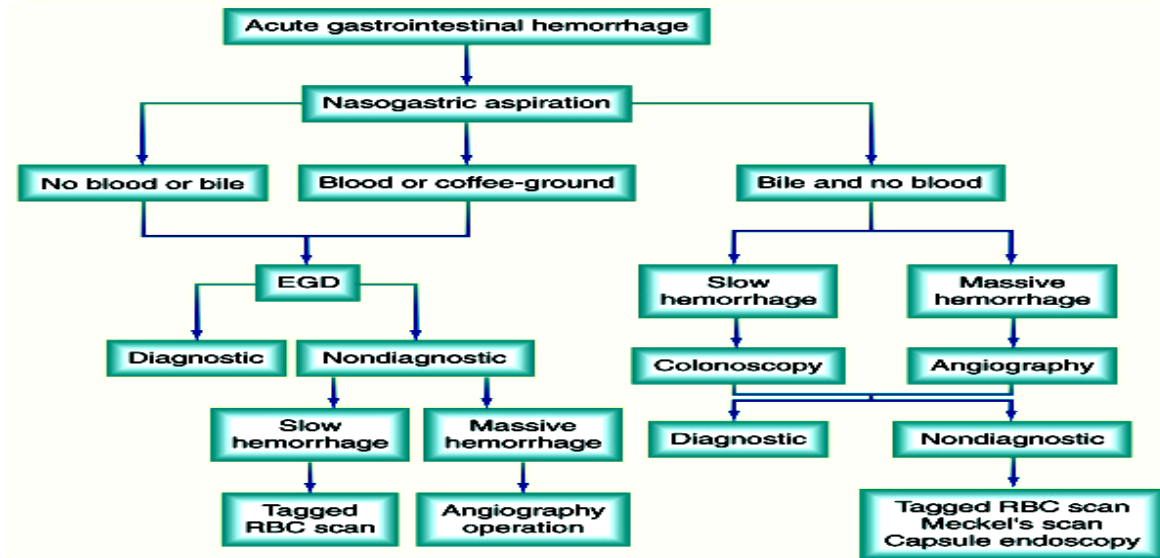 Acute gastrointestinal hemorrhage
Nasogastric aspiration
No blood or bile
Blood or coffee-ground
Bile and no blood
EGD
Slow
hemorrhage
Massive
hemorrhage
Diagnostic
Nondiagnostic
Colonoscopy
Angiography
Slow
hemorrhage
Massive
hemorrhage
Diagnostic
Nondiagnostic
Tagged
RBC scan
Angiography
operation
Tagged RBC scan
Meckel's scan
Capsule endoscopy